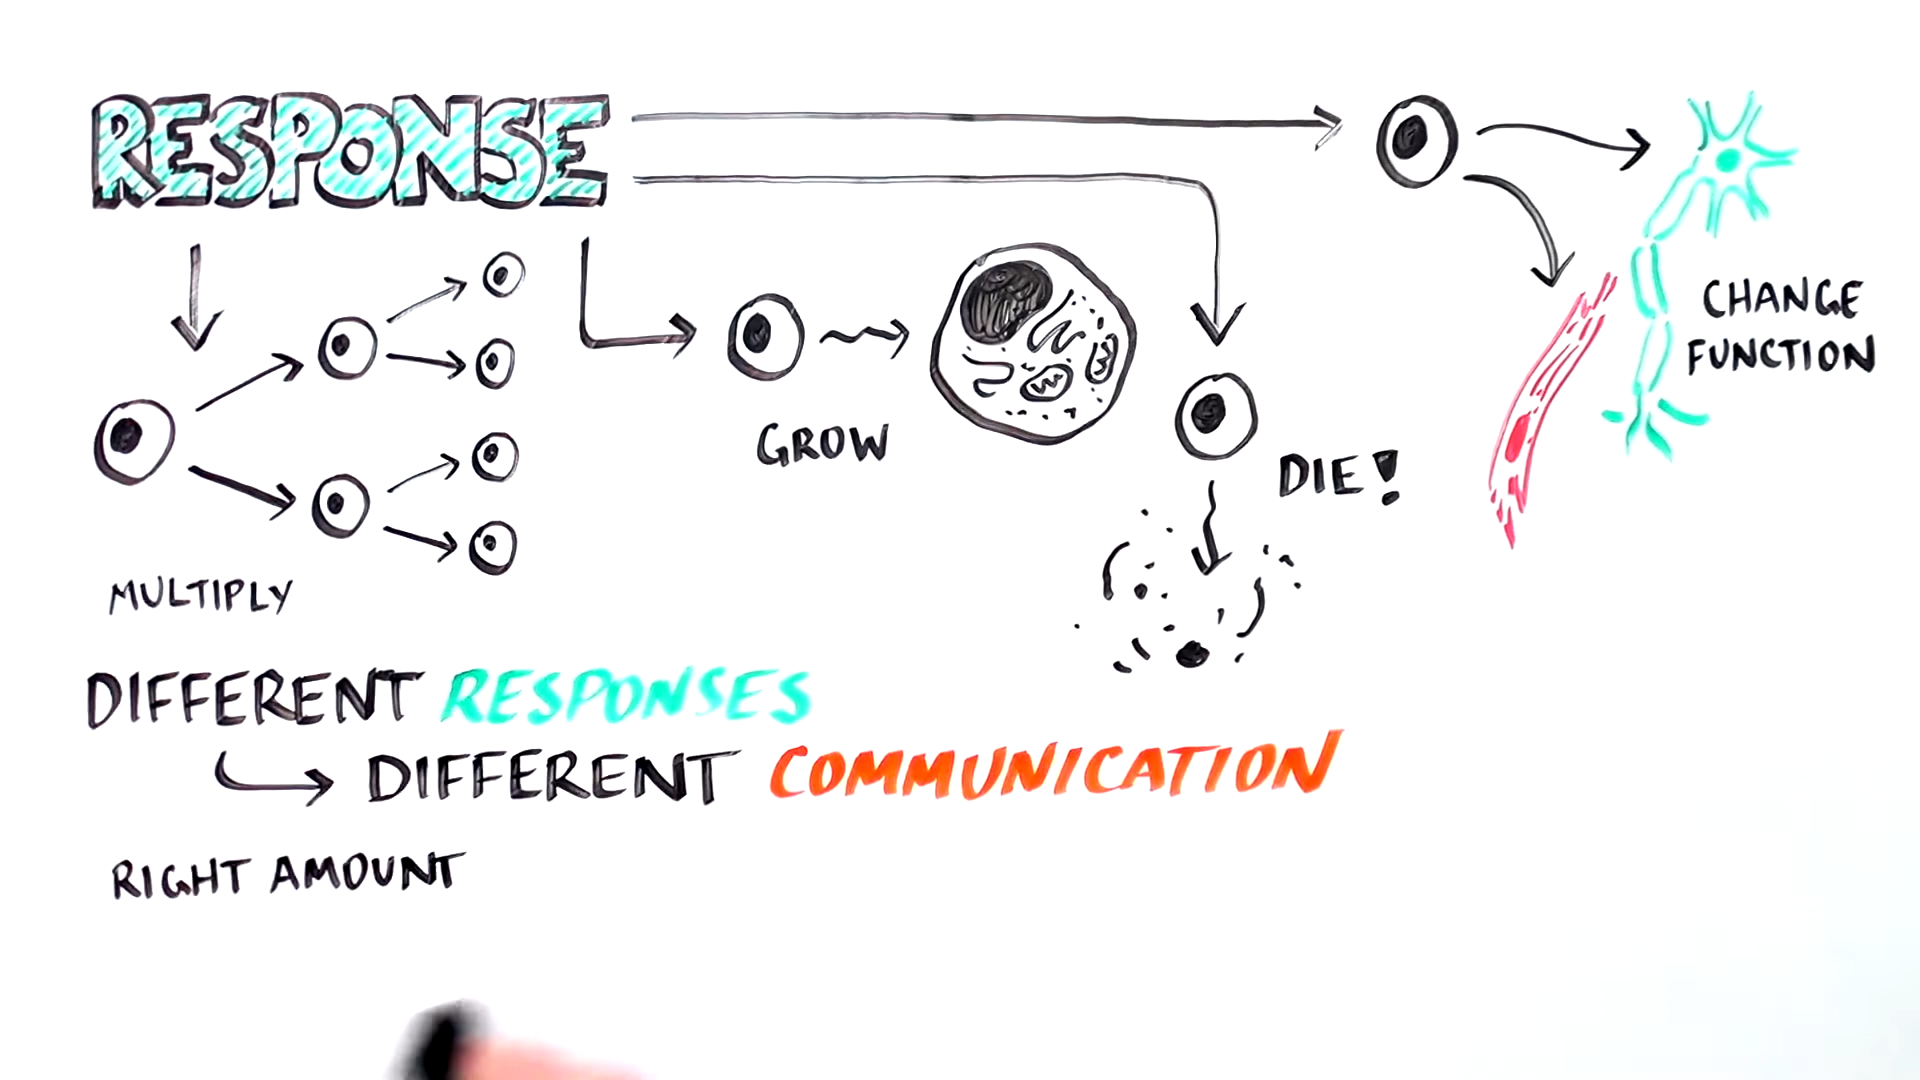 RESPONSE
MULTIPLY
GROW
DIE!
CHANGE
FUNCTION
DIFFERENT RESPONSES
DIFFERENT COMMUNICATION
RIGHT AMOUNT